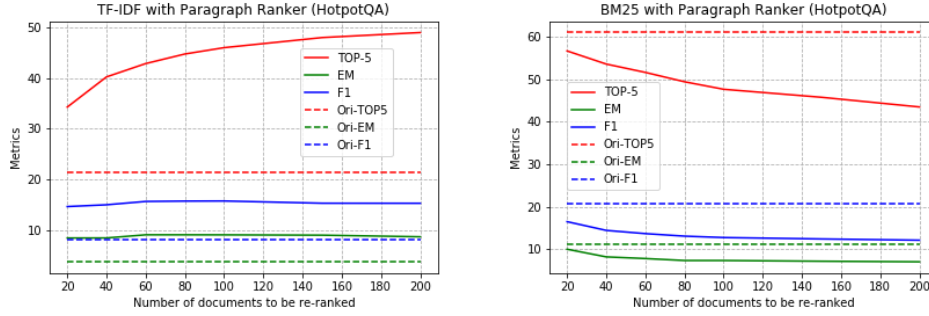 TF-IDF with Paragraph Ranker (HotpotQA)
50
40
30
20
10
Metrics
TOP-5
EM
F1
Ori-TOP5
Ori-EM
Ori-F1
20 40 60 80 100 120 140 160 180 200
Number of documents to be re-ranked
BM25 with Paragraph Ranker (HotpotQA)
60
50
40
30
20
10
Metrics
TOP-5
EM
F1
Ori-TOP5
Ori-EM
Ori-F1
20 40 60 80 100 120 140 160 180 200
Number of documents to be re-ranked